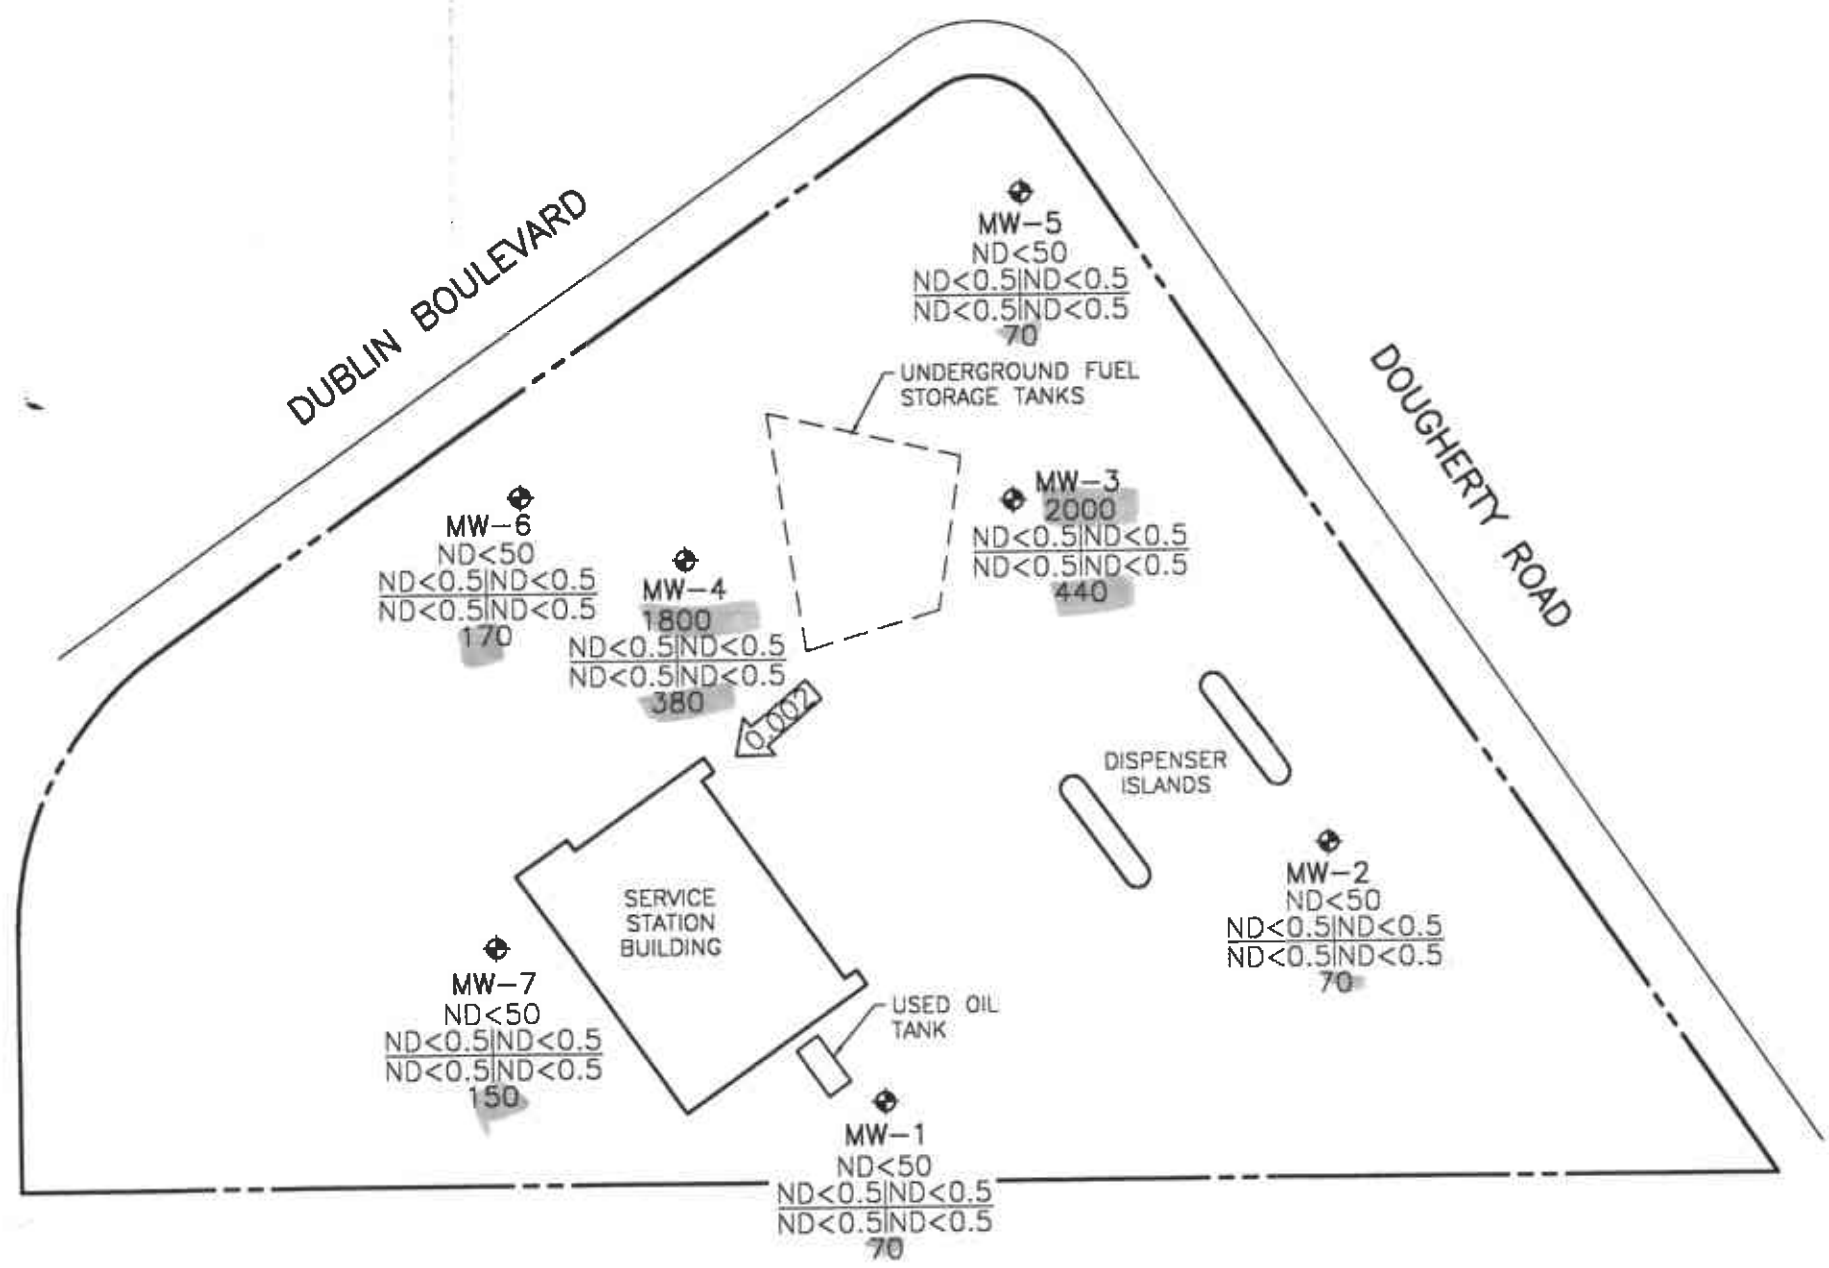 DUBLIN BOULEVARD
DOUGHERTY ROAD
MW-5
ND<50
ND<0.5|ND<0.5
ND<0.5|ND<0.5
70
UNDERGROUND FUEL
STORAGE TANKS
MW-3
2000
ND<0.5|ND<0.5
ND<0.5|ND<0.5
440
MW-6
ND<50
ND<0.5|ND<0.5
ND<0.5|ND<0.5
170
MW-4
1800
ND<0.5|ND<0.5
ND<0.5|ND<0.5
380
0.002
DISPENSER
ISLANDS
MW-2
ND<50
ND<0.5|ND<0.5
ND<0.5|ND<0.5
70
SERVICE
STATION
BUILDING
MW-7
ND<50
ND<0.5|ND<0.5
ND<0.5|ND<0.5
150
USED OIL
TANK
MW-1
ND<50
ND<0.5|ND<0.5
ND<0.5|ND<0.5
70